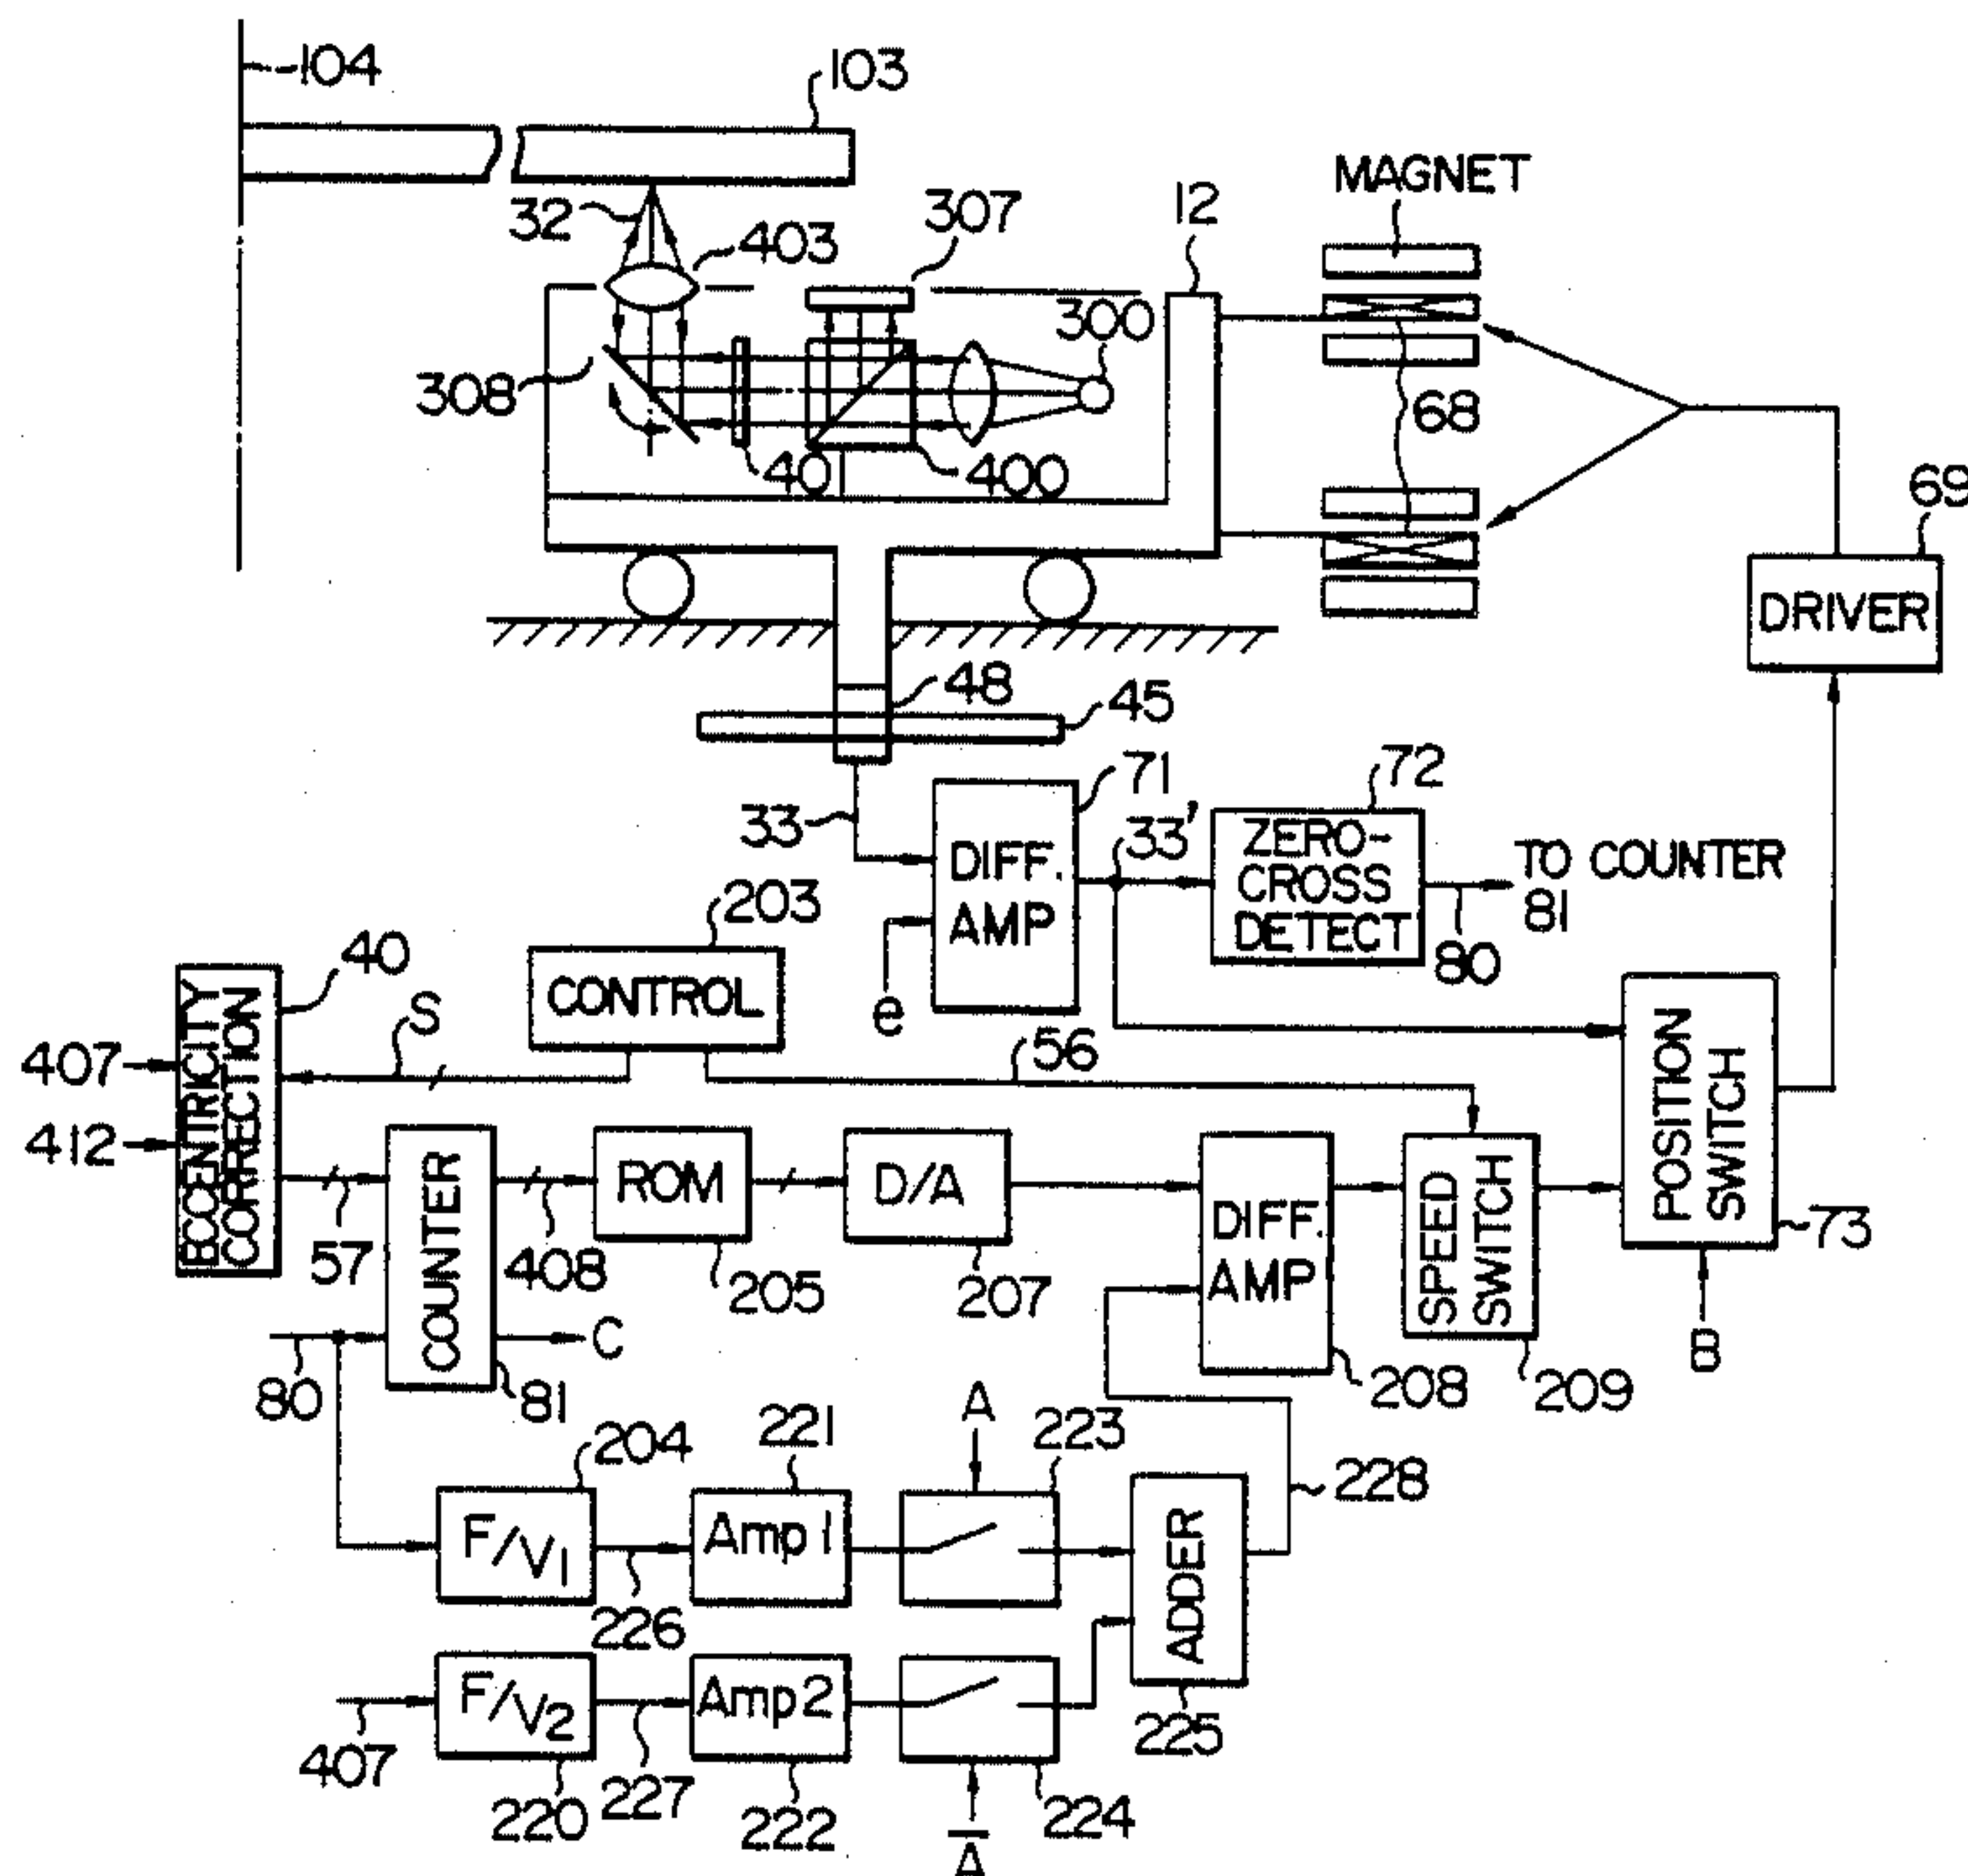 104
103
MAGNET
32
307
12
403
300
308
68
40
400
69
DRIVER
48
45
71
72
33
DIFF.
AMP
33'
ZERO-
CROSS
DETECT
TO COUNTER
81
80
203
CONTROL
e
40
S
407
412
ECCENTRICITY
CORRECTION
56
POSITION
SWITCH
73
57
COUNTER
408
ROM
205
D/A
207
DIFF.
AMP
208
SPEED
SWITCH
209
B
80
81
C
204
221
A
223
228
F/V1
226
Amp 1
ADDER
225
407
F/V2
220
227
Amp 2
222
224
A̅